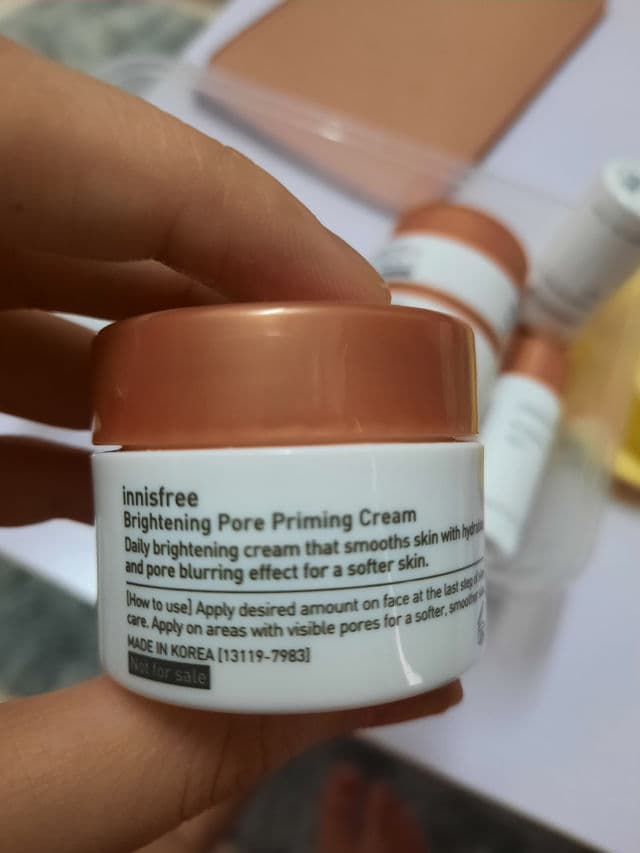 innisfree
Brightening Pore Priming Cream
Daily brightening cream that smooths skin with
and pore blurring effect for a softer skin.
[How to use] Apply desired amount on face at the last step of
care. Apply on areas with visible pores for a softer, smoother
MADE IN KOREA [13119-7983]
Not for sale